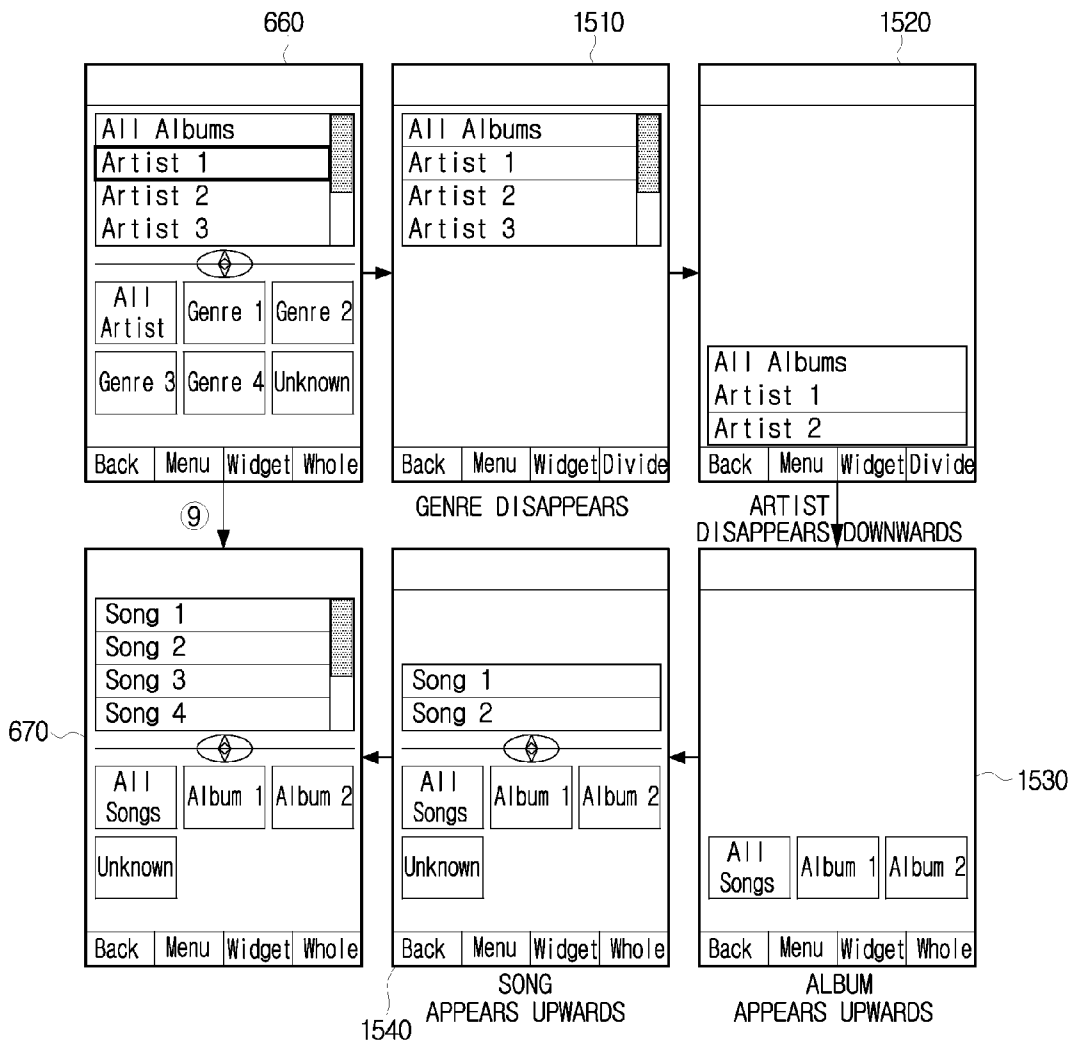 660
1510
1520
All Albums
Artist 1
Artist 2
Artist 3
All
Artist
Genre 1
Genre 2
Genre 3
Genre 4
Unknown
Back
Menu
Widget
Whole
All Albums
Artist 1
Artist 2
Artist 3
Back
Menu
Widget
Divide
GENRE DISAPPEARS
All Albums
Artist 1
Artist 2
Back
Menu
Widget
Divide
ARTIST
DISAPPEARS DOWNWARDS
⑨
Song 1
Song 2
Song 3
Song 4
All
Songs
Album 1
Album 2
Unknown
Back
Menu
Widget
Whole
670
Song 1
Song 2
All
Songs
Album 1
Album 2
Unknown
Back
Menu
Widget
Whole
SONG
APPEARS UPWARDS
1540
All
Songs
Album 1
Album 2
Back
Menu
Widget
Whole
ALBUM
APPEARS UPWARDS
1530